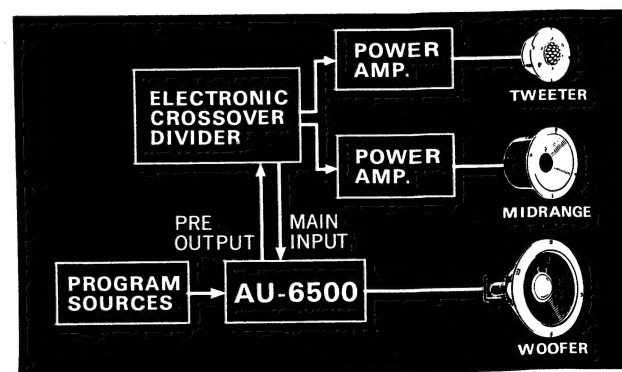 POWER
AMP.
TWEETER
ELECTRONIC
CROSSOVER
DIVIDER
POWER
AMP.
MIDRANGE
PRE
OUTPUT
MAIN
INPUT
PROGRAM
SOURCES
AU-6500
WOOFER